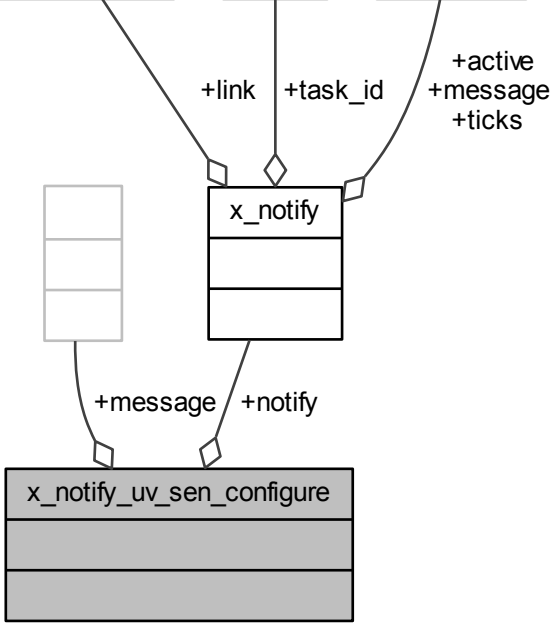 +link
+task_id
+active
+message
+ticks
x_notify
+message
+notify
x_notify_uv_sen_configure